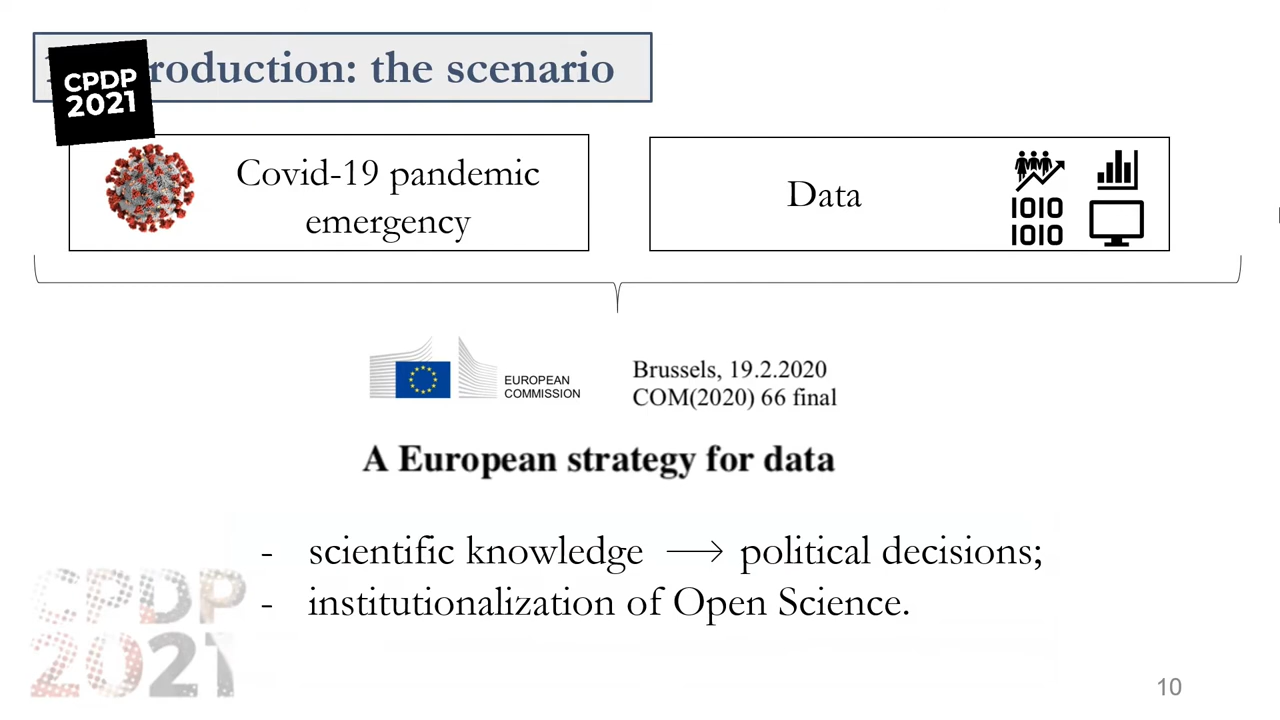 roduction: the scenario
CPDP
2021
Covid-19 pandemic
emergency
Data
1010
1010
EUROPEAN
COMMISSION
Brussels, 19.2.2020
COM(2020) 66 final
A European strategy for data
- scientific knowledge → political decisions;
- institutionalization of Open Science.
CPDP
2021
10